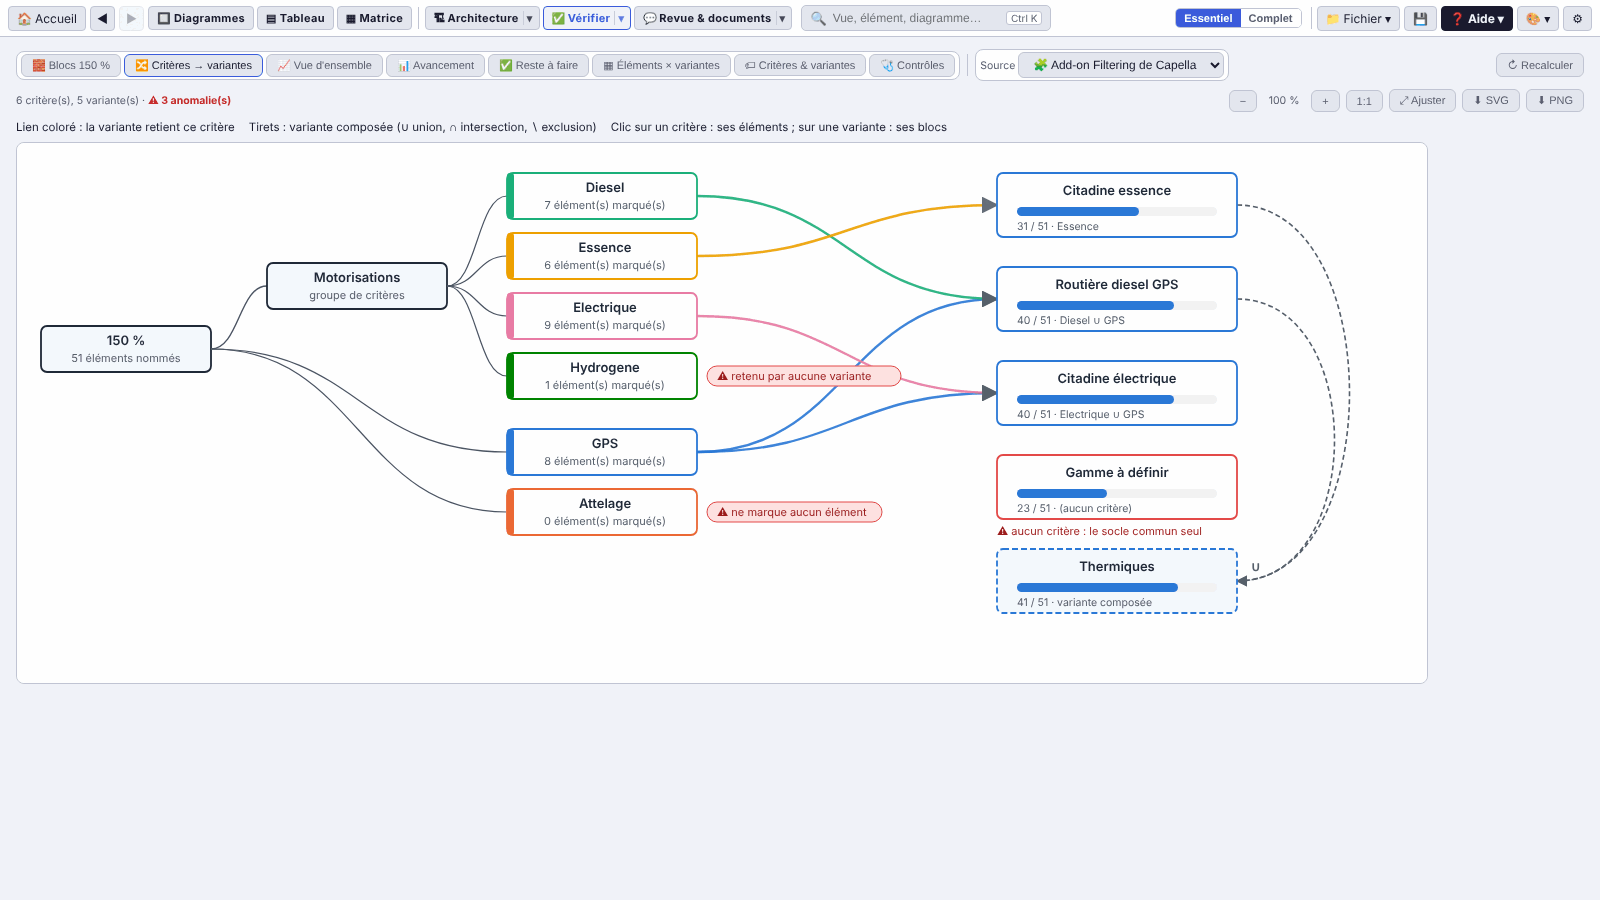 🏠 Accueil ◀ ▶ 🔲 Diagrammes ▤ Tableau ▦ Matrice 🏗 Architecture ▾ ✅ Vérifier ▾ 💬 Revue & documents ▾ 🔍 Vue, élément, diagramme… Ctrl K Essentiel Complet 📁 Fichier ▾ 💾 ❓ Aide ▾ 🎨 ▾ ⚙
🧱 Blocs 150 % 🔀 Critères → variantes 📈 Vue d'ensemble 📊 Avancement ✅ Reste à faire ▦ Éléments × variantes 🏷 Critères & variantes 🩺 Contrôles Source 🧩 Add-on Filtering de Capella ↻ Recalculer
6 critère(s), 5 variante(s) · ⚠ 3 anomalie(s) − 100 % + 1:1 ⤢ Ajuster ⬇ SVG ⬇ PNG
Lien coloré : la variante retient ce critère Tirets : variante composée (∪ union, ∩ intersection, ∖ exclusion) Clic sur un critère : ses éléments ; sur une variante : ses blocs
150 %
51 éléments nommés
Motorisations
groupe de critères
Diesel
7 élément(s) marqué(s)
Essence
6 élément(s) marqué(s)
Electrique
9 élément(s) marqué(s)
Hydrogene
1 élément(s) marqué(s)
⚠ retenu par aucune variante
GPS
8 élément(s) marqué(s)
Attelage
0 élément(s) marqué(s)
⚠ ne marque aucun élément
Citadine essence
31 / 51 · Essence
Routière diesel GPS
40 / 51 · Diesel ∪ GPS
Citadine électrique
40 / 51 · Electrique ∪ GPS
Gamme à définir
23 / 51 · (aucun critère)
⚠ aucun critère : le socle commun seul
Thermiques
41 / 51 · variante composée
∪